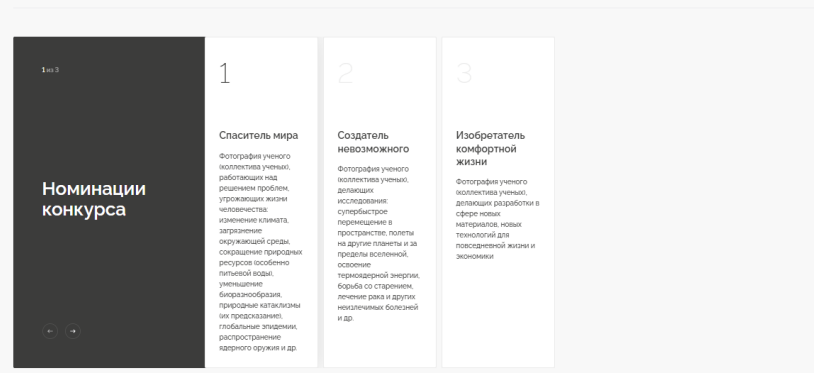 1 из 3
Номинации
конкурса
1
Спаситель мира
Фотография ученого
(коллектива ученых),
работающих над
решением проблем,
угрожающих жизни
человечества:
изменение климата,
загрязнение
окружающей среды,
сокращение природных
ресурсов (особенно
питьевой воды),
уменьшение
биоразнообразия,
природные катаклизмы
(их предсказание),
глобальные эпидемии,
распространение
ядерного оружия и др.
2
Создатель
невозможного
Фотография ученого
(коллектива ученых),
делающих
исследования:
супербыстрое
перемещение в
пространстве, полеты
на другие планеты и за
пределы вселенной,
освоение
термоядерной энергии,
борьба со старением,
лечение рака и других
неизлечимых болезней
и др.
3
Изобретатель
комфортной
жизни
Фотография ученого
(коллектива ученых),
делающих разработки в
сфере новых
материалов, новых
технологий для
повседневной жизни и
экономики